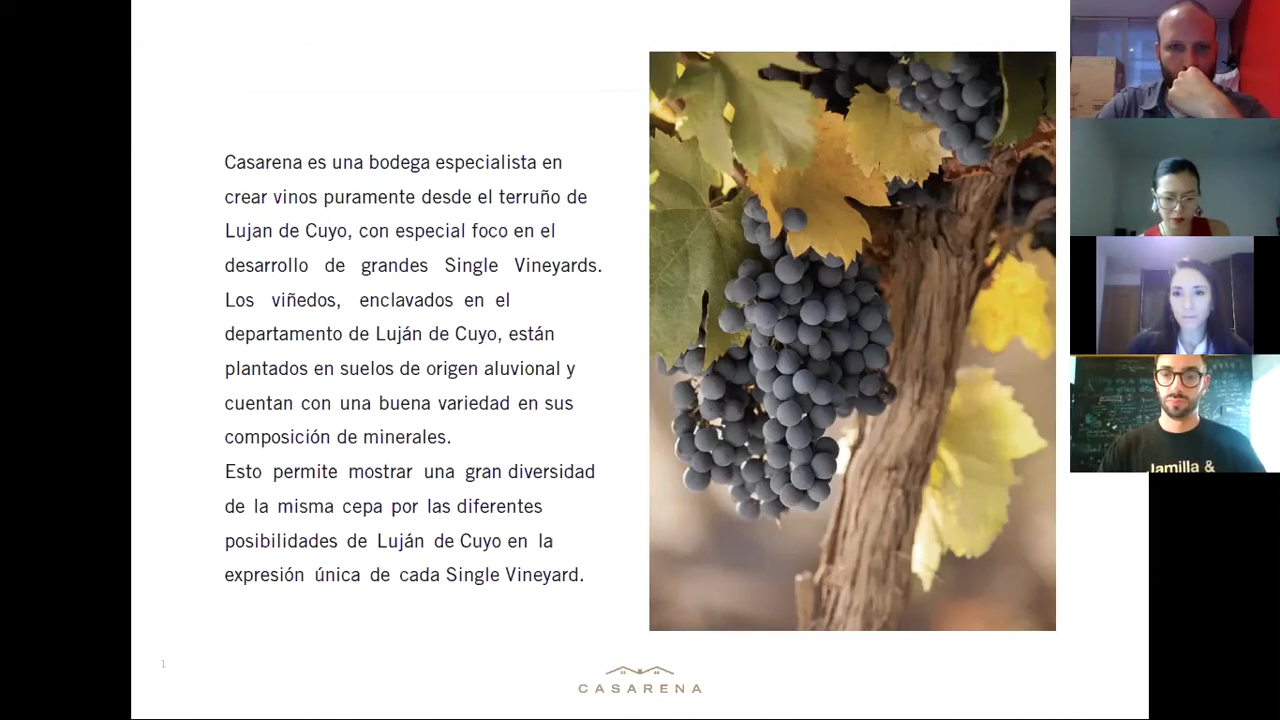 Casarena es una bodega especialista en
crear vinos puramente desde el terruño de
Lujan de Cuyo, con especial foco en el
desarrollo de grandes Single Vineyards.
Los viñedos, enclavados en el
departamento de Luján de Cuyo, están
plantados en suelos de origen aluvional y
cuentan con una buena variedad en sus
composición de minerales.
Esto permite mostrar una gran diversidad
de la misma cepa por las diferentes
posibilidades de Luján de Cuyo en la
expresión única de cada Single Vineyard.
1
CASARENA
Jamilla &